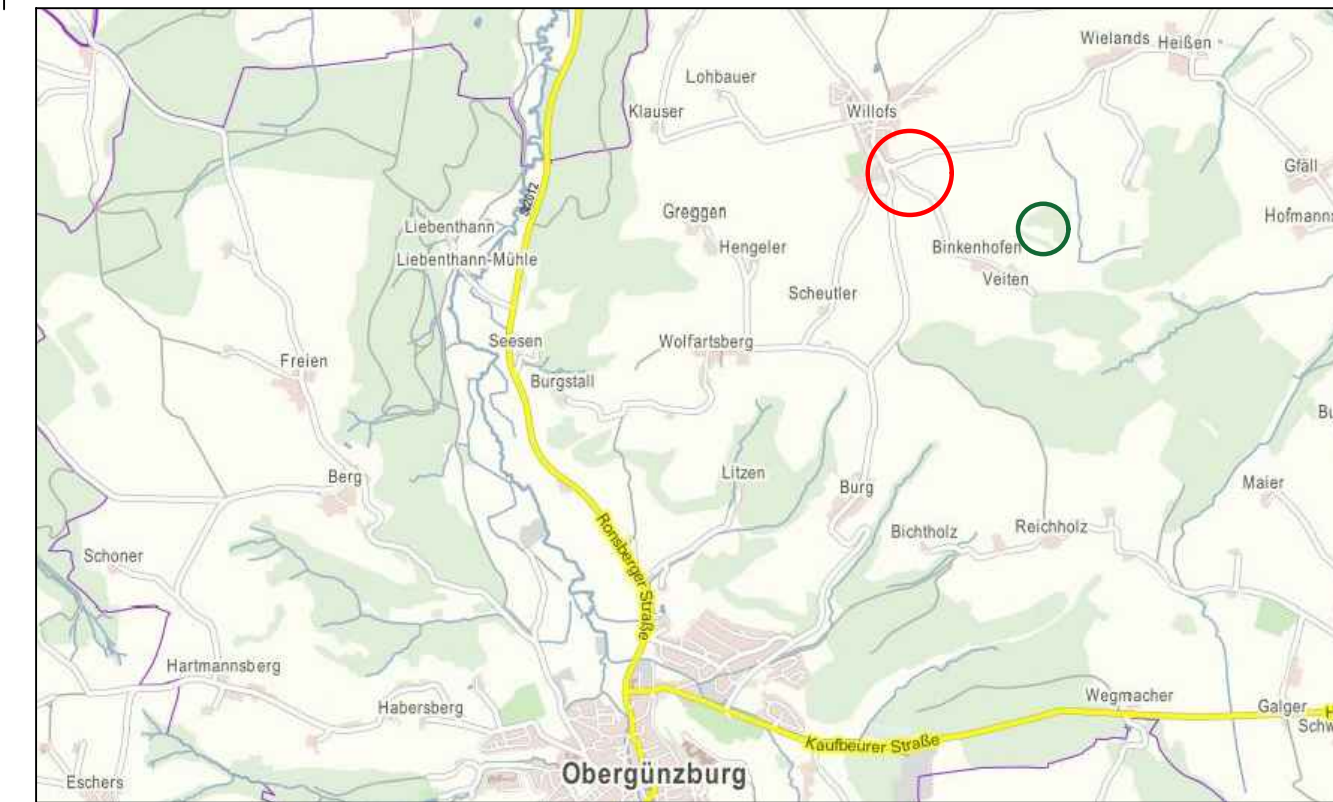 Wielands
Heißen
Lohbauer
Klauser
Willofs
Gfäll
St2012
Greggen
Liebenthann
Hengeler
Binkenhofen
Liebenthann-Mühle
Veiten
Scheutler
Seesen
Wolfartsberg
Freien
Burgstall
Berg
Litzen
Burg
Maier
Ronsberger Straße
Bichtholz
Reichholz
Schoner
Hartmannsberg
Habersberg
Wegmacher
Galger
Kaufbeurer Straße
Obergünzburg
Eschers